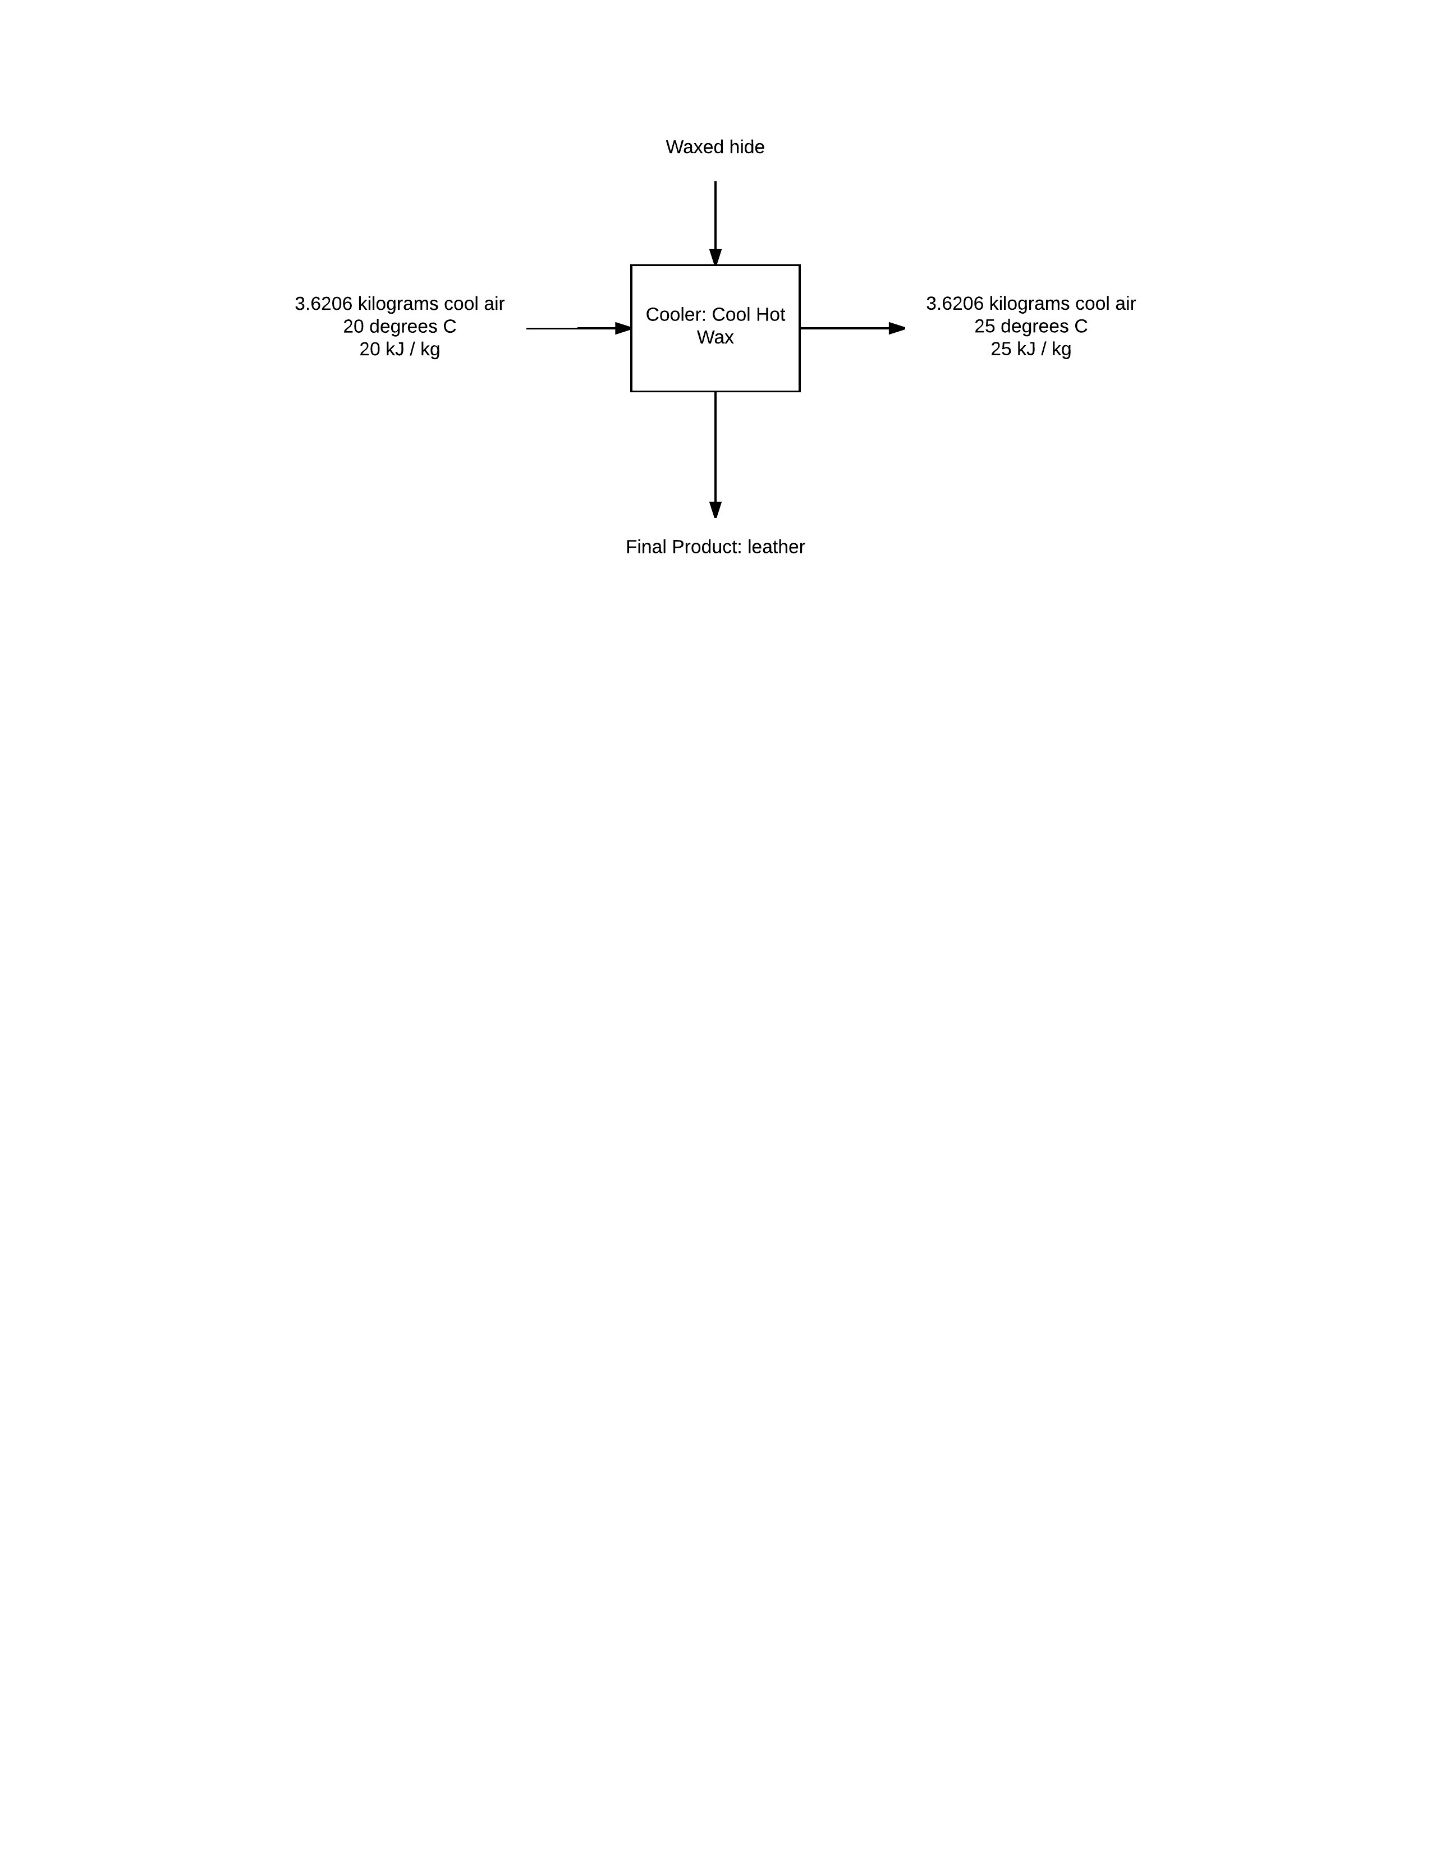 Waxed hide
3.6206 kilograms cool air
20 degrees C
20 kJ / kg
Cooler: Cool Hot
Wax
3.6206 kilograms cool air
25 degrees C
25 kJ / kg
Final Product: leather